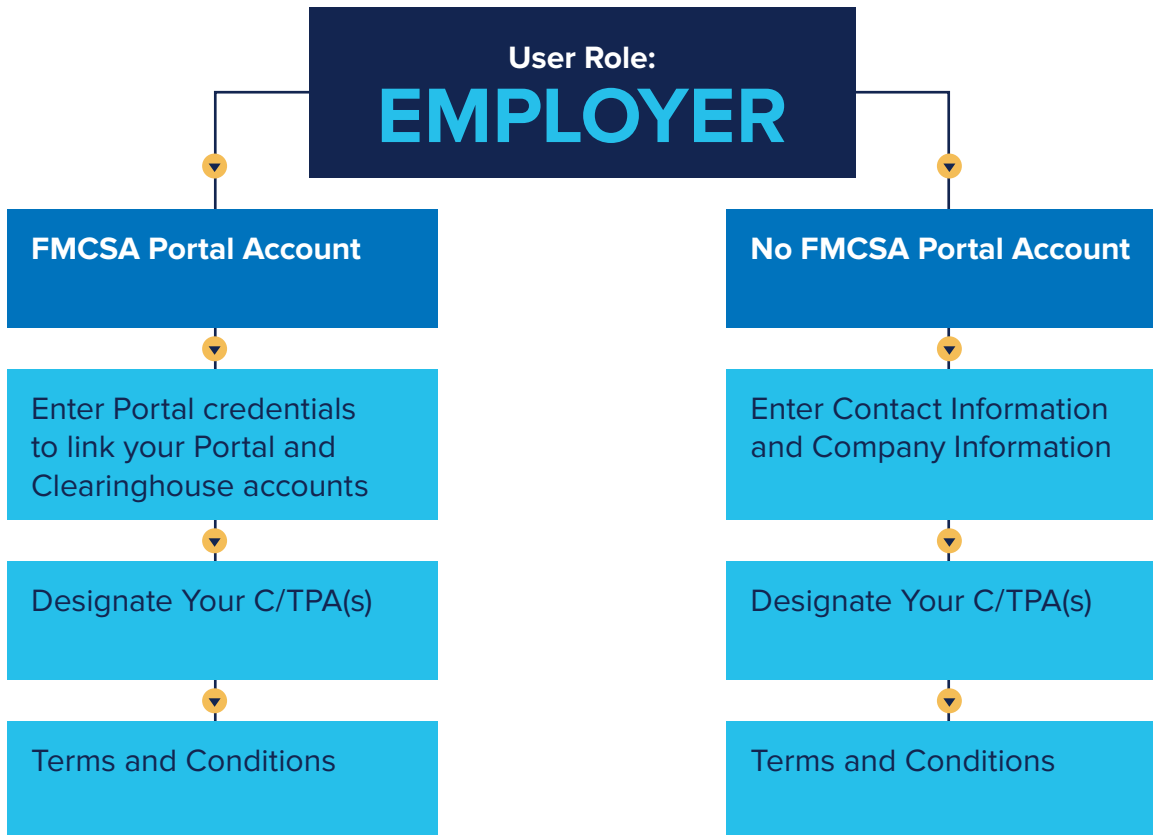 User Role:
EMPLOYER
FMCSA Portal Account
Enter Portal credentials
to link your Portal and
Clearinghouse accounts
Designate Your C/TPA(s)
Terms and Conditions
No FMCSA Portal Account
Enter Contact Information
and Company Information
Designate Your C/TPA(s)
Terms and Conditions